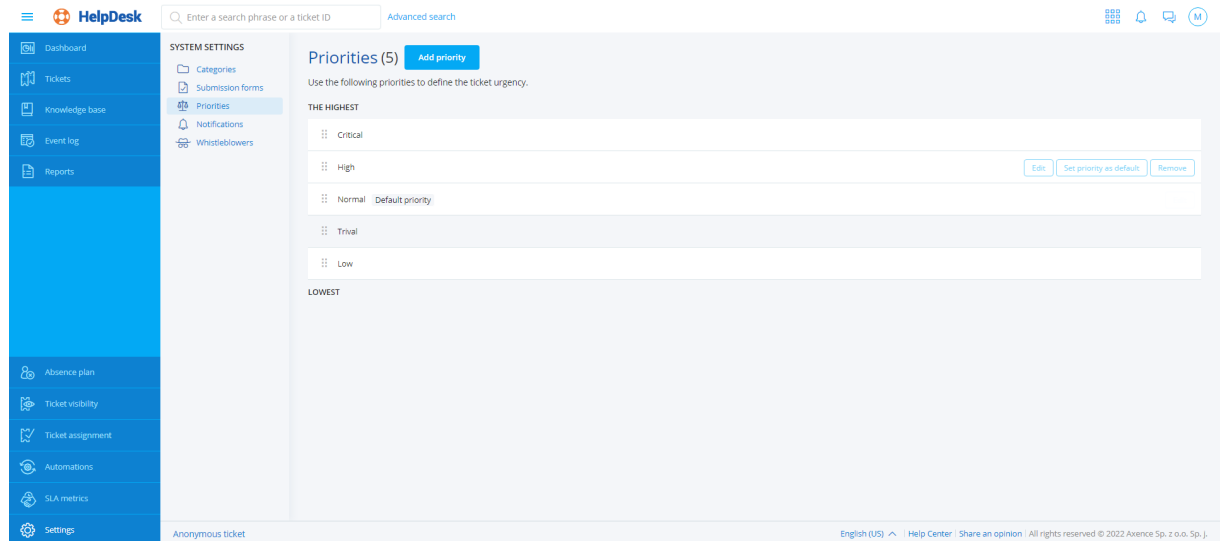 HelpDesk
Enter a search phrase or a ticket ID
Advanced search
M
Dashboard
Tickets
Knowledge base
Event log
Reports
Absence plan
Ticket visibility
Ticket assignment
Automations
SLA metrics
Settings
SYSTEM SETTINGS
Categories
Submission forms
Priorities
Notifications
Whistleblowers
Priorities (5) Add priority
Use the following priorities to define the ticket urgency.
THE HIGHEST
Critical
High Edit Set priority as default Remove
Normal Default priority
Trival
Low
LOWEST
Anonymous ticket
English (US) Help Center Share an opinion All rights reserved © 2022 Axence Sp. z o.o. Sp. j.